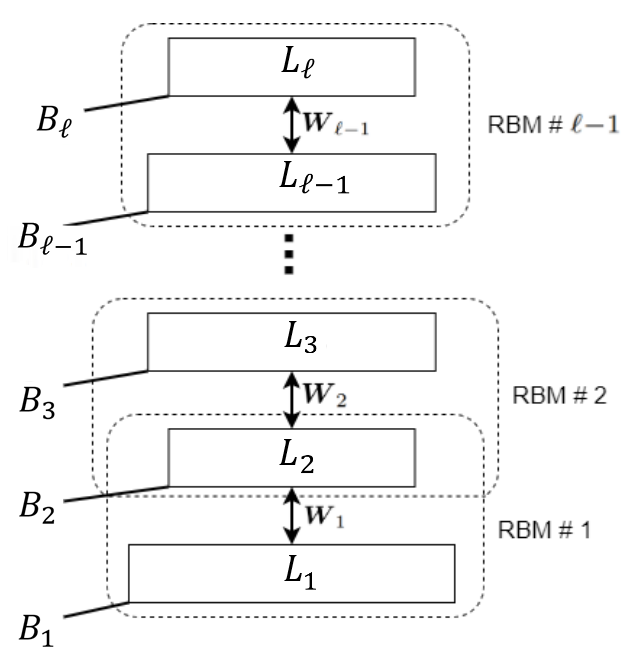 L_ℓ
B_ℓ
W_{ℓ−1}
RBM # ℓ−1
L_{ℓ−1}
B_{ℓ−1}
⋮
L_3
B_3
W_2
RBM # 2
L_2
B_2
W_1
RBM # 1
L_1
B_1